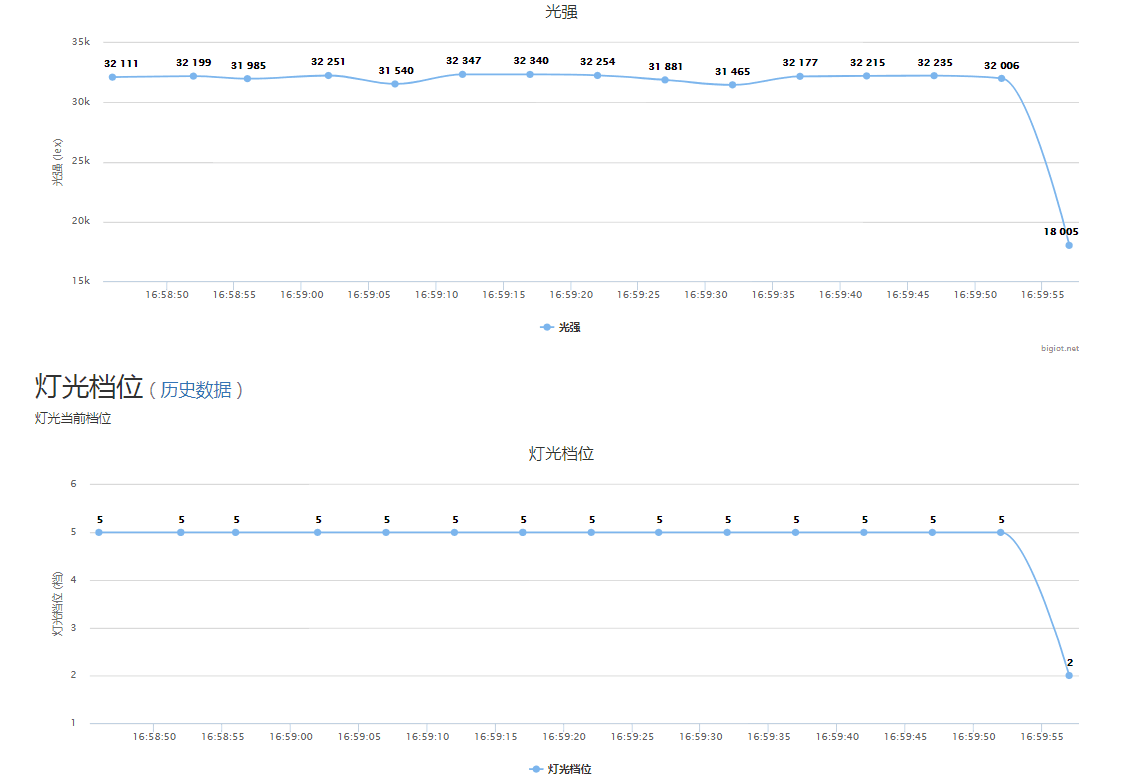 光强
35k
32 111 32 199 31 985 32 251 31 540 32 347 32 340 32 254 31 881 31 465 32 177 32 215 32 235 32 006
30k
光强 (lex)
25k
20k
18 005
15k
16:58:50 16:58:55 16:59:00 16:59:05 16:59:10 16:59:15 16:59:20 16:59:25 16:59:30 16:59:35 16:59:40 16:59:45 16:59:50 16:59:55
光强
bigiot.net
灯光档位 ( 历史数据 )
灯光当前档位
灯光档位
6
5 5 5 5 5 5 5 5 5 5 5 5 5 5
5
灯光档位 (档)
4
3
2
2
1
16:58:50 16:58:55 16:59:00 16:59:05 16:59:10 16:59:15 16:59:20 16:59:25 16:59:30 16:59:35 16:59:40 16:59:45 16:59:50 16:59:55
灯光档位